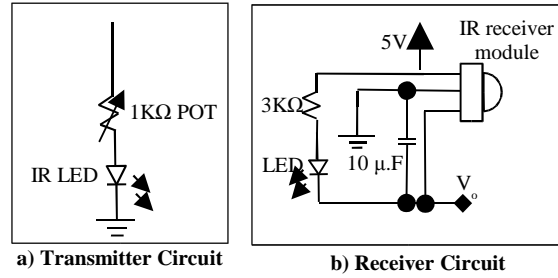 1KΩ POT
IR LED
a) Transmitter Circuit
IR receiver
module
5V
3KΩ
LED
10 μ.F
Vo
b) Receiver Circuit